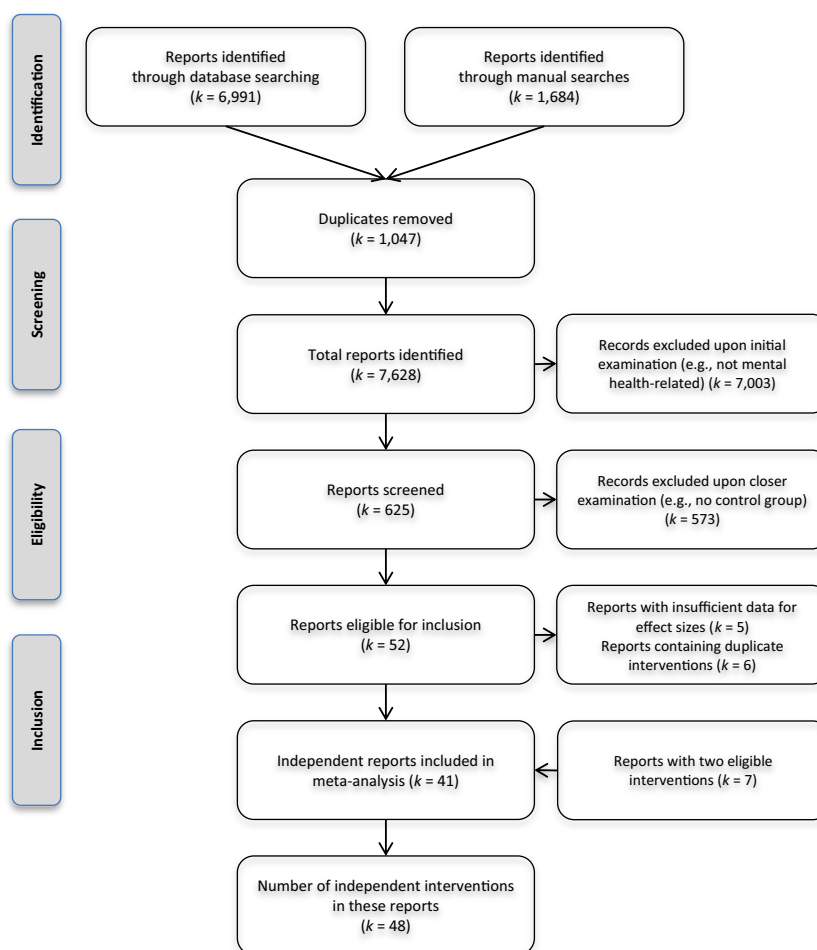 Identification
Reports identified
through database searching
(k = 6,991)
Reports identified
through manual searches
(k = 1,684)
Duplicates removed
(k = 1,047)
Screening
Total reports identified
(k = 7,628)
Records excluded upon initial
examination (e.g., not mental
health-related) (k = 7,003)
Eligibility
Reports screened
(k = 625)
Records excluded upon closer
examination (e.g., no control group)
(k = 573)
Reports eligible for inclusion
(k = 52)
Reports with insufficient data for
effect sizes (k = 5)
Reports containing duplicate
interventions (k = 6)
Inclusion
Independent reports included in
meta-analysis (k = 41)
Reports with two eligible
interventions (k = 7)
Number of independent interventions
in these reports
(k = 48)